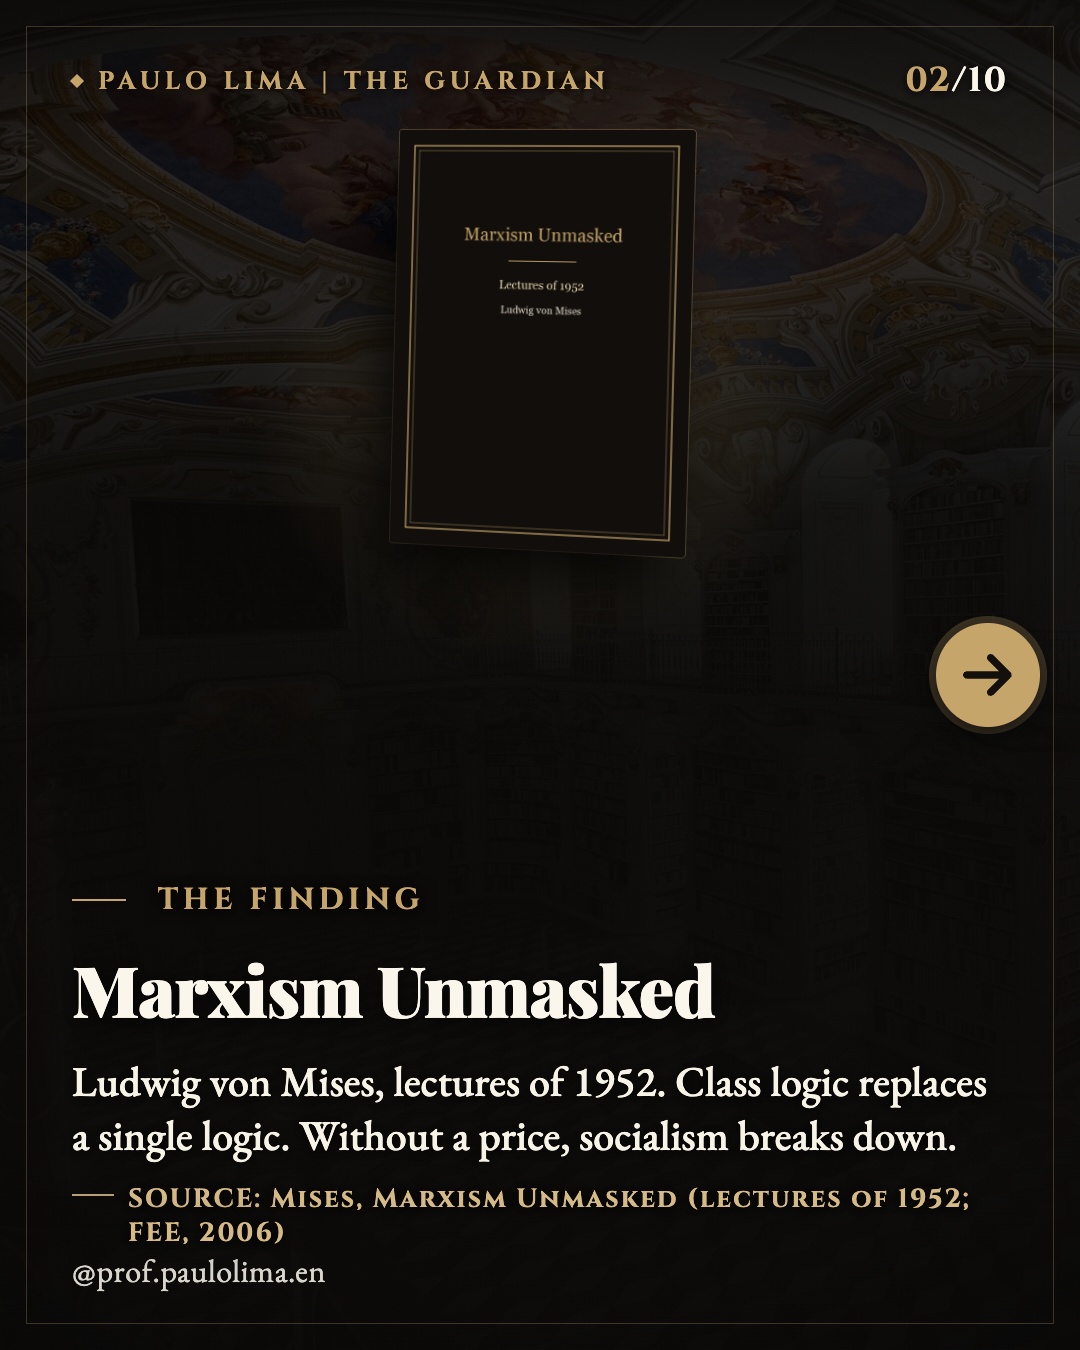 PAULO LIMA | THE GUARDIAN
02/10
Marxism Unmasked
Lectures of 1952
Ludwig von Mises
THE FINDING
Marxism Unmasked
Ludwig von Mises, lectures of 1952. Class logic replaces
a single logic. Without a price, socialism breaks down.
SOURCE: Mises, Marxism Unmasked (lectures of 1952;
FEE, 2006)
@prof.paulolima.en